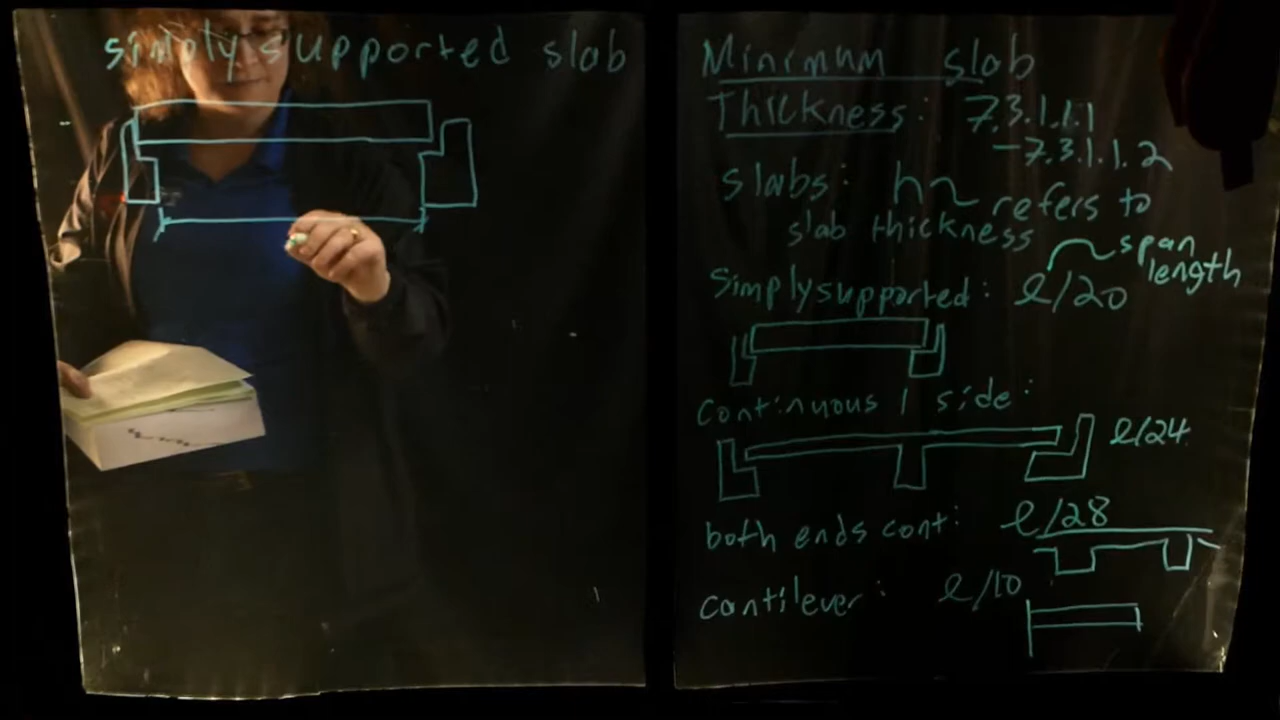 simply supported slab
Minimum slab
Thickness: 7.3.1.1.1
-7.3.1.1.2
slabs: h~ refers to
slab thickness
span
length
Simply supported: l/20
Continuous 1 side:
l/24
both ends cont: l/28
cantilever: l/10